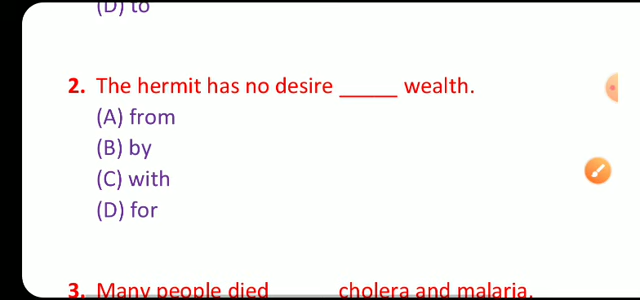 (D) to
2. The hermit has no desire _____ wealth.
(A) from
(B) by
(C) with
(D) for
3. Many people died _____ cholera and malaria.